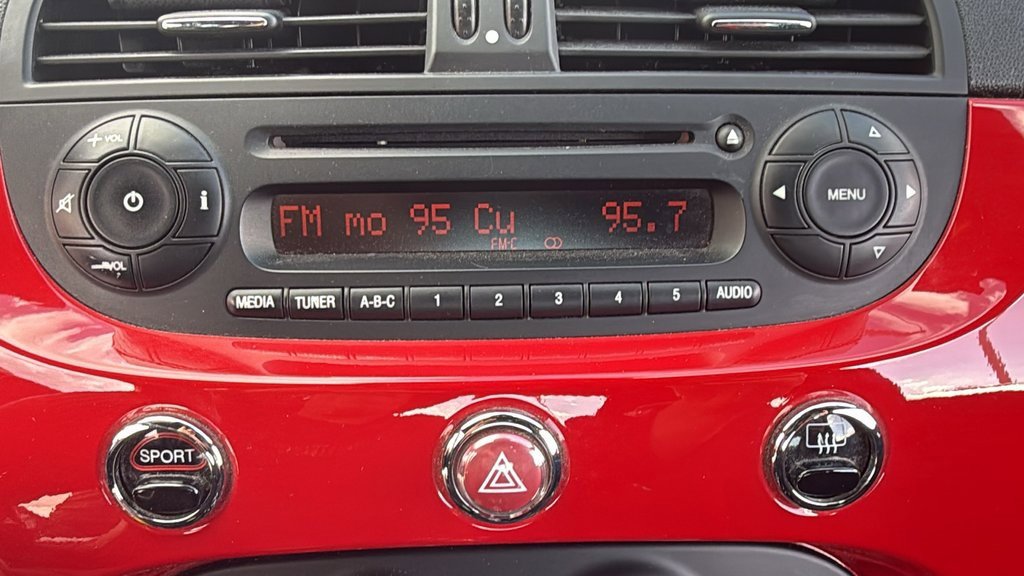 + VOL
i
- VOL
FM mo 95 Cu 95.7
FM-C
MENU
MEDIA TUNER A-B-C 1 2 3 4 5 AUDIO
SPORT